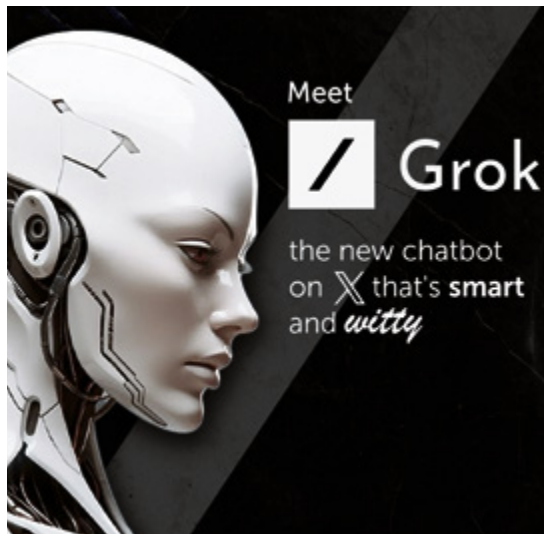 Meet
Grok
the new chatbot
on X that's smart
and witty